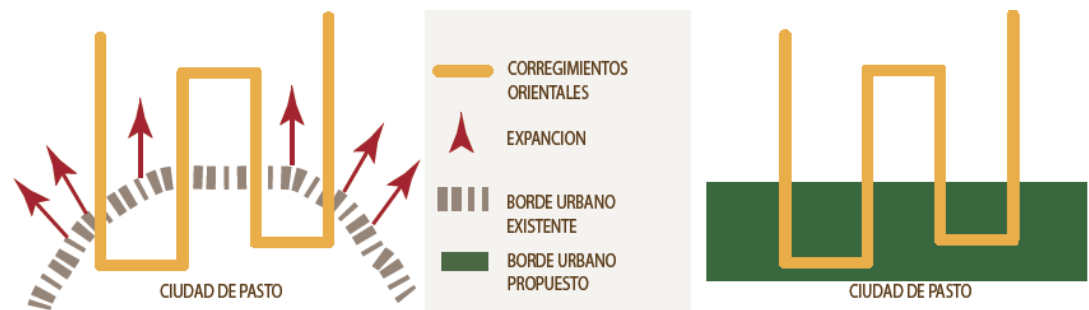 CIUDAD DE PASTO
CORREGIMIENTOS
ORIENTALES
EXPANCION
BORDE URBANO
EXISTENTE
BORDE URBANO
PROPUESTO
CIUDAD DE PASTO